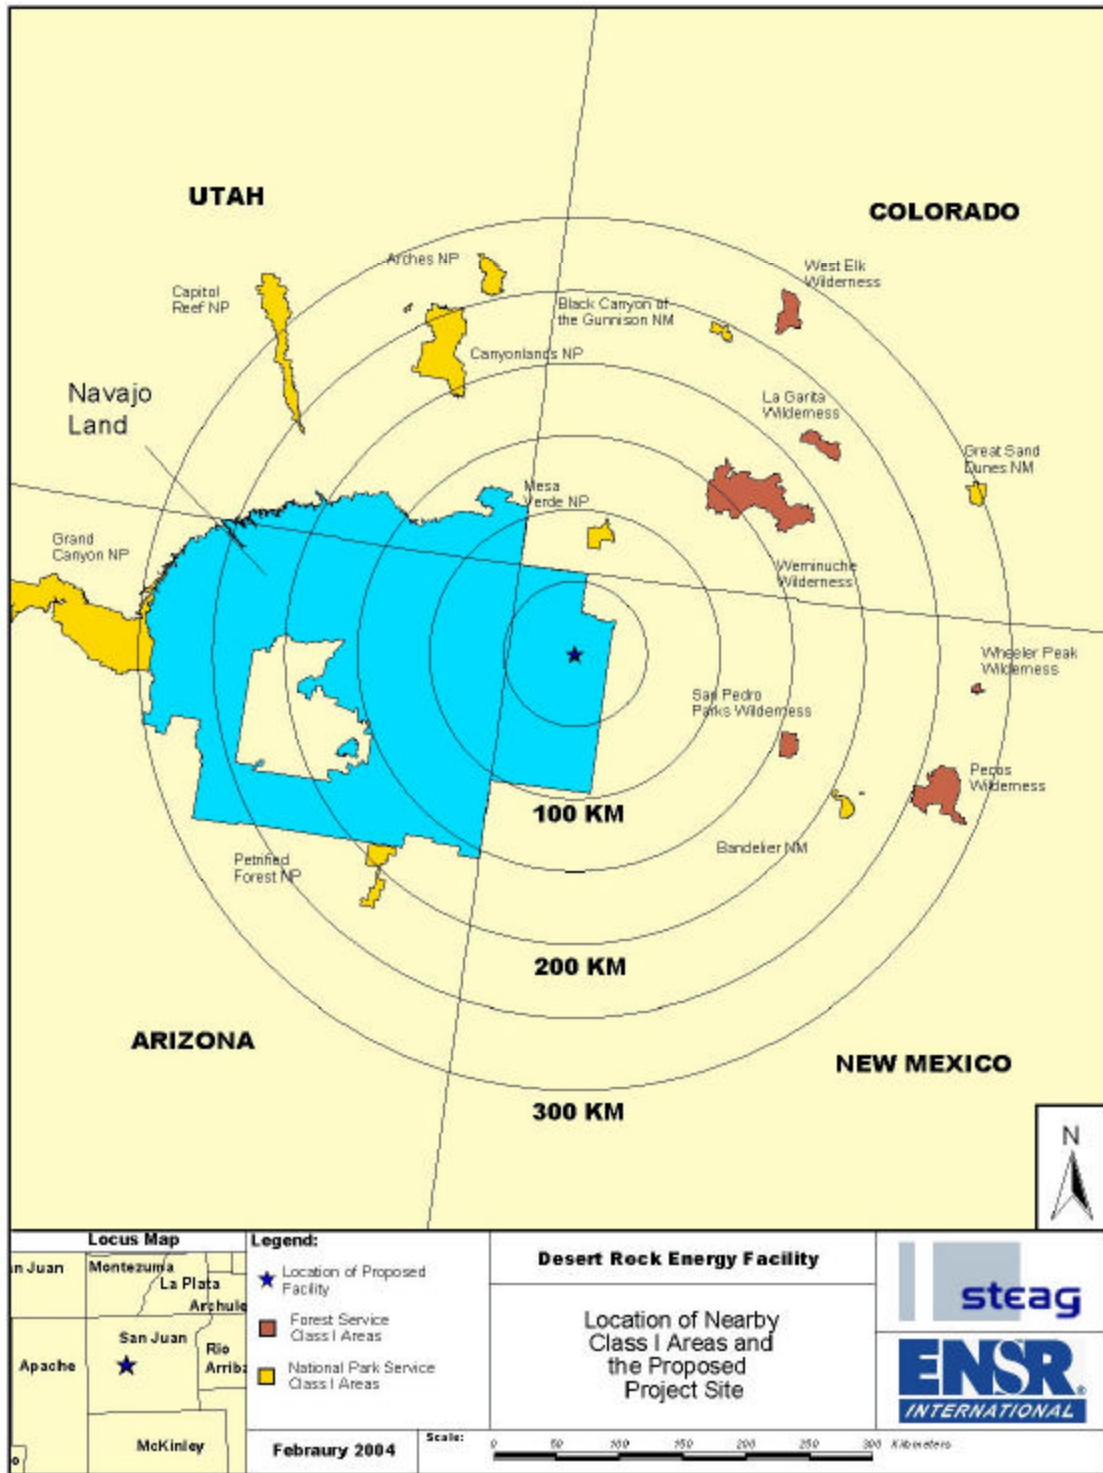 UTAH
COLORADO
Arches NP
West Elk
Wilderness
Capitol
Reef NP
Black Canyon of
the Gunnison NM
Canyonlands NP
Navajo
Land
La Garita
Wilderness
Great Sand
Dunes NM
Mesa
Verde NP
Grand
Canyon NP
Weminuche
Wilderness
Wheeler Peak
Wilderness
San Pedro
Parks Wilderness
Pecos
Wilderness
100 KM
Bandelier NM
Petrified
Forest NP
200 KM
ARIZONA
NEW MEXICO
300 KM
N
Locus Map
n Juan
Montezuma
La Plata
Archule
San Juan
Rio
Arriba
Apache
McKinley
o
Legend:
Location of Proposed
Facility
Forest Service
Class I Areas
National Park Service
Class I Areas
Febraury 2004
Desert Rock Energy Facility
Location of Nearby
Class I Areas and
the Proposed
Project Site
Scale:
0 50 100 150 200 250 300 Kilometers
steag
ENSR®
INTERNATIONAL